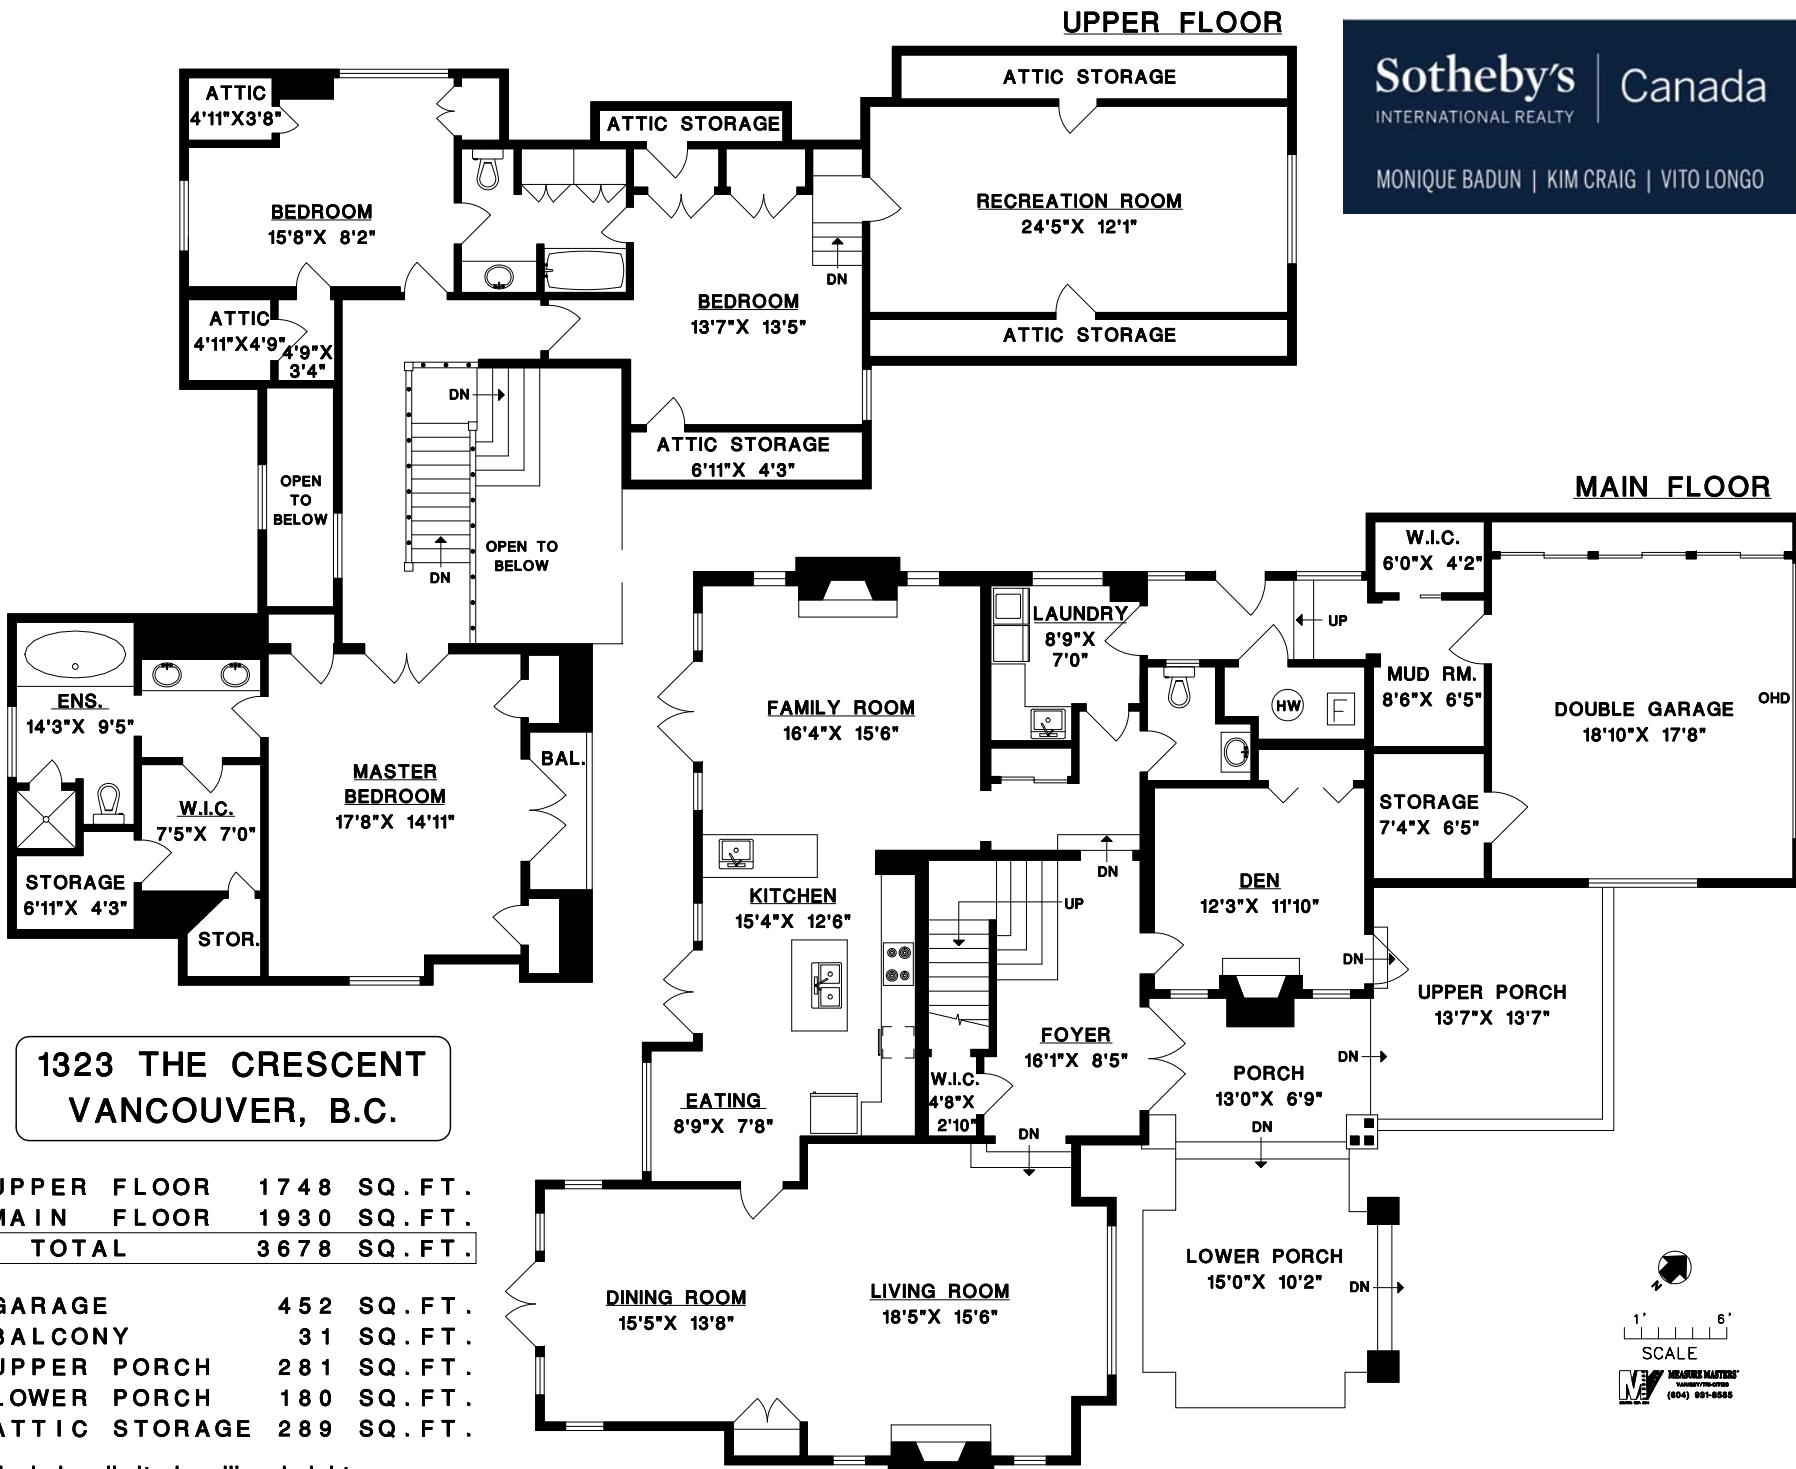 UPPER FLOOR
Sotheby's
INTERNATIONAL REALTY
Canada
MONIQUE BADUN | KIM CRAIG | VITO LONGO
ATTIC STORAGE
ATTIC
4'11"X3'8"
ATTIC STORAGE
BEDROOM
15'8"X 8'2"
RECREATION ROOM
24'5"X 12'1"
DN
BEDROOM
13'7"X 13'5"
ATTIC
4'11"X4'9"
4'9"X
3'4"
ATTIC STORAGE
DN
ATTIC STORAGE
6'11"X 4'3"
OPEN
TO
BELOW
OPEN TO
BELOW
DN
ENS.
14'3"X 9'5"
MASTER
BEDROOM
17'8"X 14'11"
BAL.
W.I.C.
7'5"X 7'0"
STORAGE
6'11"X 4'3"
STOR.
MAIN FLOOR
W.I.C.
6'0"X 4'2"
LAUNDRY
8'9"X
7'0"
UP
MUD RM.
8'6"X 6'5"
FAMILY ROOM
16'4"X 15'6"
HW
F
DOUBLE GARAGE
18'10"X 17'8"
OHD
STORAGE
7'4"X 6'5"
DN
KITCHEN
15'4"X 12'6"
UP
DEN
12'3"X 11'10"
DN
UPPER PORCH
13'7"X 13'7"
FOYER
16'1"X 8'5"
DN
PORCH
13'0"X 6'9"
W.I.C.
4'8"X
2'10"
EATING
8'9"X 7'8"
DN
DN
LOWER PORCH
15'0"X 10'2"
DN
DINING ROOM
15'5"X 13'8"
LIVING ROOM
18'5"X 15'6"
1323 THE CRESCENT
VANCOUVER, B.C.
UPPER FLOOR 1748 SQ.FT.
MAIN FLOOR 1930 SQ.FT.
TOTAL 3678 SQ.FT.
GARAGE 452 SQ.FT.
BALCONY 31 SQ.FT.
UPPER PORCH 281 SQ.FT.
LOWER PORCH 180 SQ.FT.
ATTIC STORAGE 289 SQ.FT.
N
1' 6'
SCALE
MEASURE MASTERS
(604) 931-8585